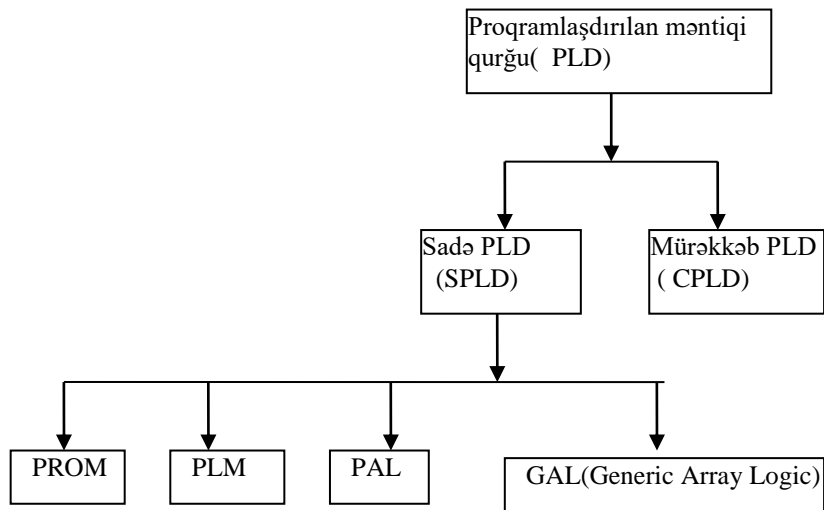 Proqramlaşdırılan məntiqi
qurğu( PLD)
Sadə PLD
(SPLD)
Mürəkkəb PLD
( CPLD)
PROM
PLM
PAL
GAL(Generic Array Logic)